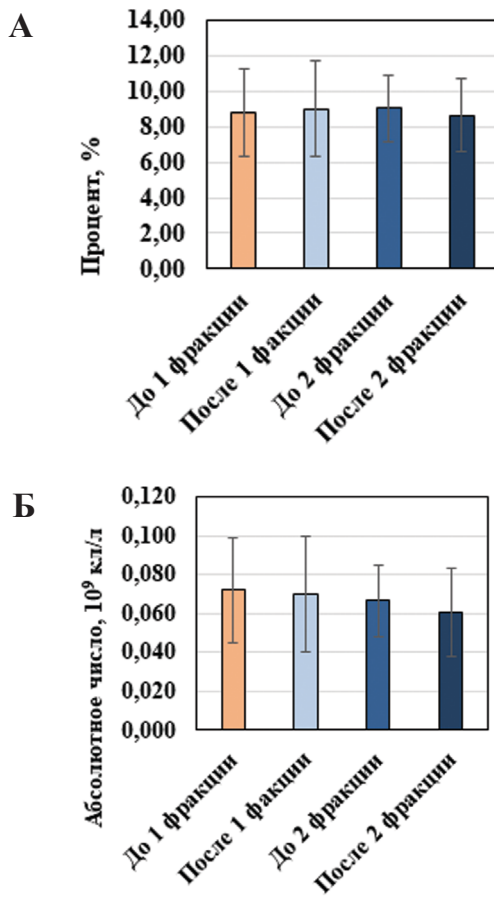 А
Процент, %
14,00
12,00
10,00
8,00
6,00
4,00
2,00
0,00
До 1 фракции
После 1 факции
До 2 фракции
После 2 фракции
Б
Абсолютное число, 10⁹ кл/л
0,120
0,100
0,080
0,060
0,040
0,020
0,000
До 1 фракции
После 1 факции
До 2 фракции
После 2 фракции